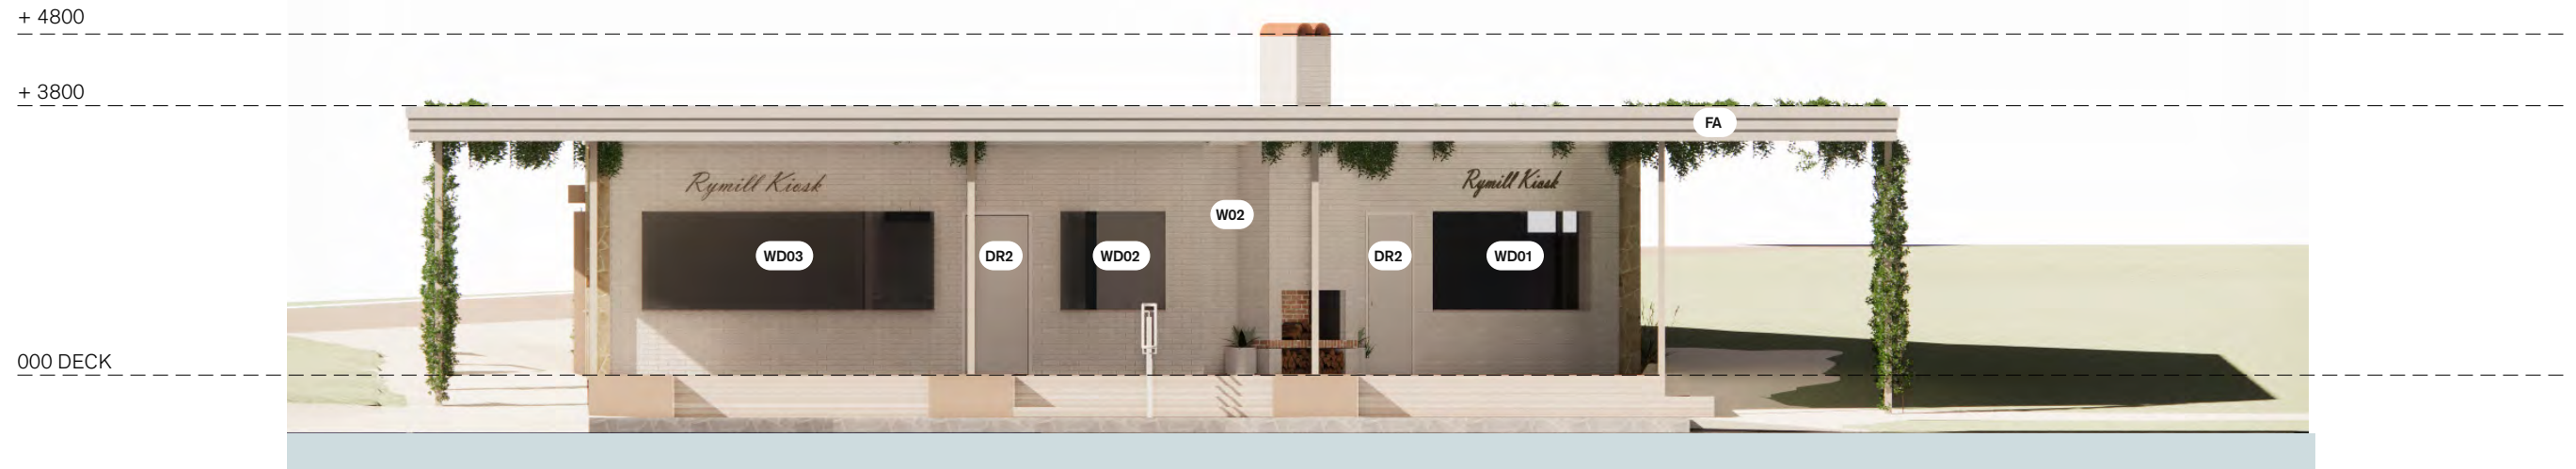 + 4800
+ 3800
FA
Rymill Kiosk
Rymill Kiosk
W02
WD03
DR2
WD02
DR2
WD01
000 DECK